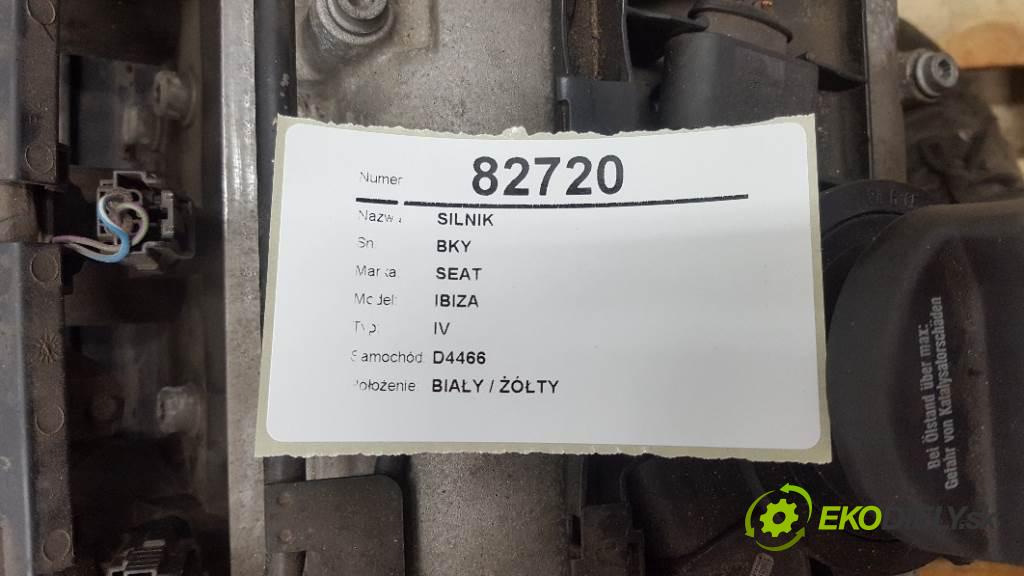 Numer 82720
Nazwa SILNIK
Sn: BKY
Marka: SEAT
Model: IBIZA
Typ: IV
Samochód: D4466
Położenie: BIAŁY / ŻÓŁTY
Bei Ölstand über max:
Gefahr von Katalysatorschäden
EKODIELY.sk